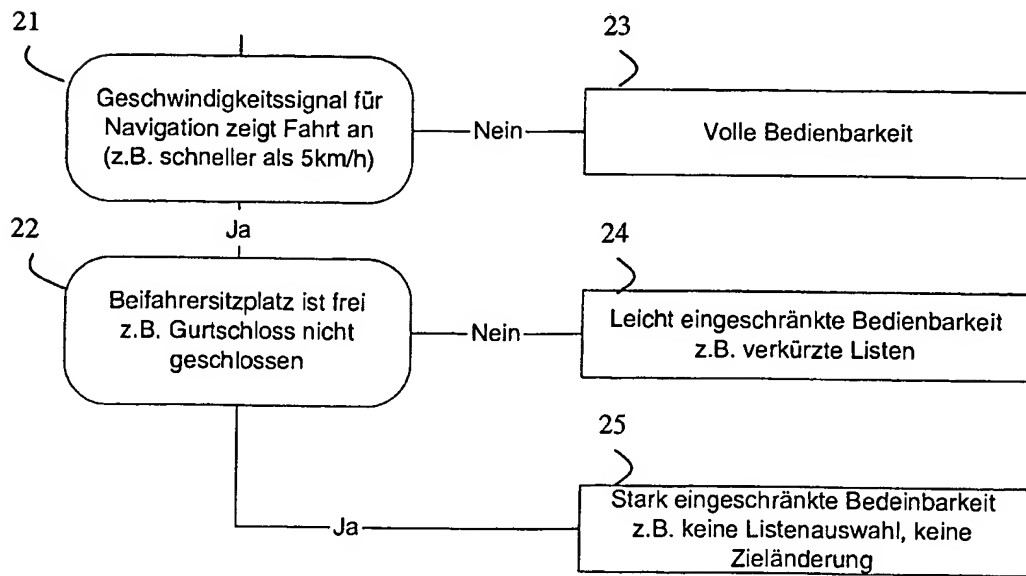 21
Geschwindigkeitssignal für
Navigation zeigt Fahrt an
(z.B. schneller als 5km/h)
Nein
23
Volle Bedienbarkeit
Ja
22
Beifahrersitzplatz ist frei
z.B. Gurtschloss nicht
geschlossen
Nein
24
Leicht eingeschränkte Bedienbarkeit
z.B. verkürzte Listen
Ja
25
Stark eingeschränkte Bedeinbarkeit
z.B. keine Listenauswahl, keine
Zieländerung